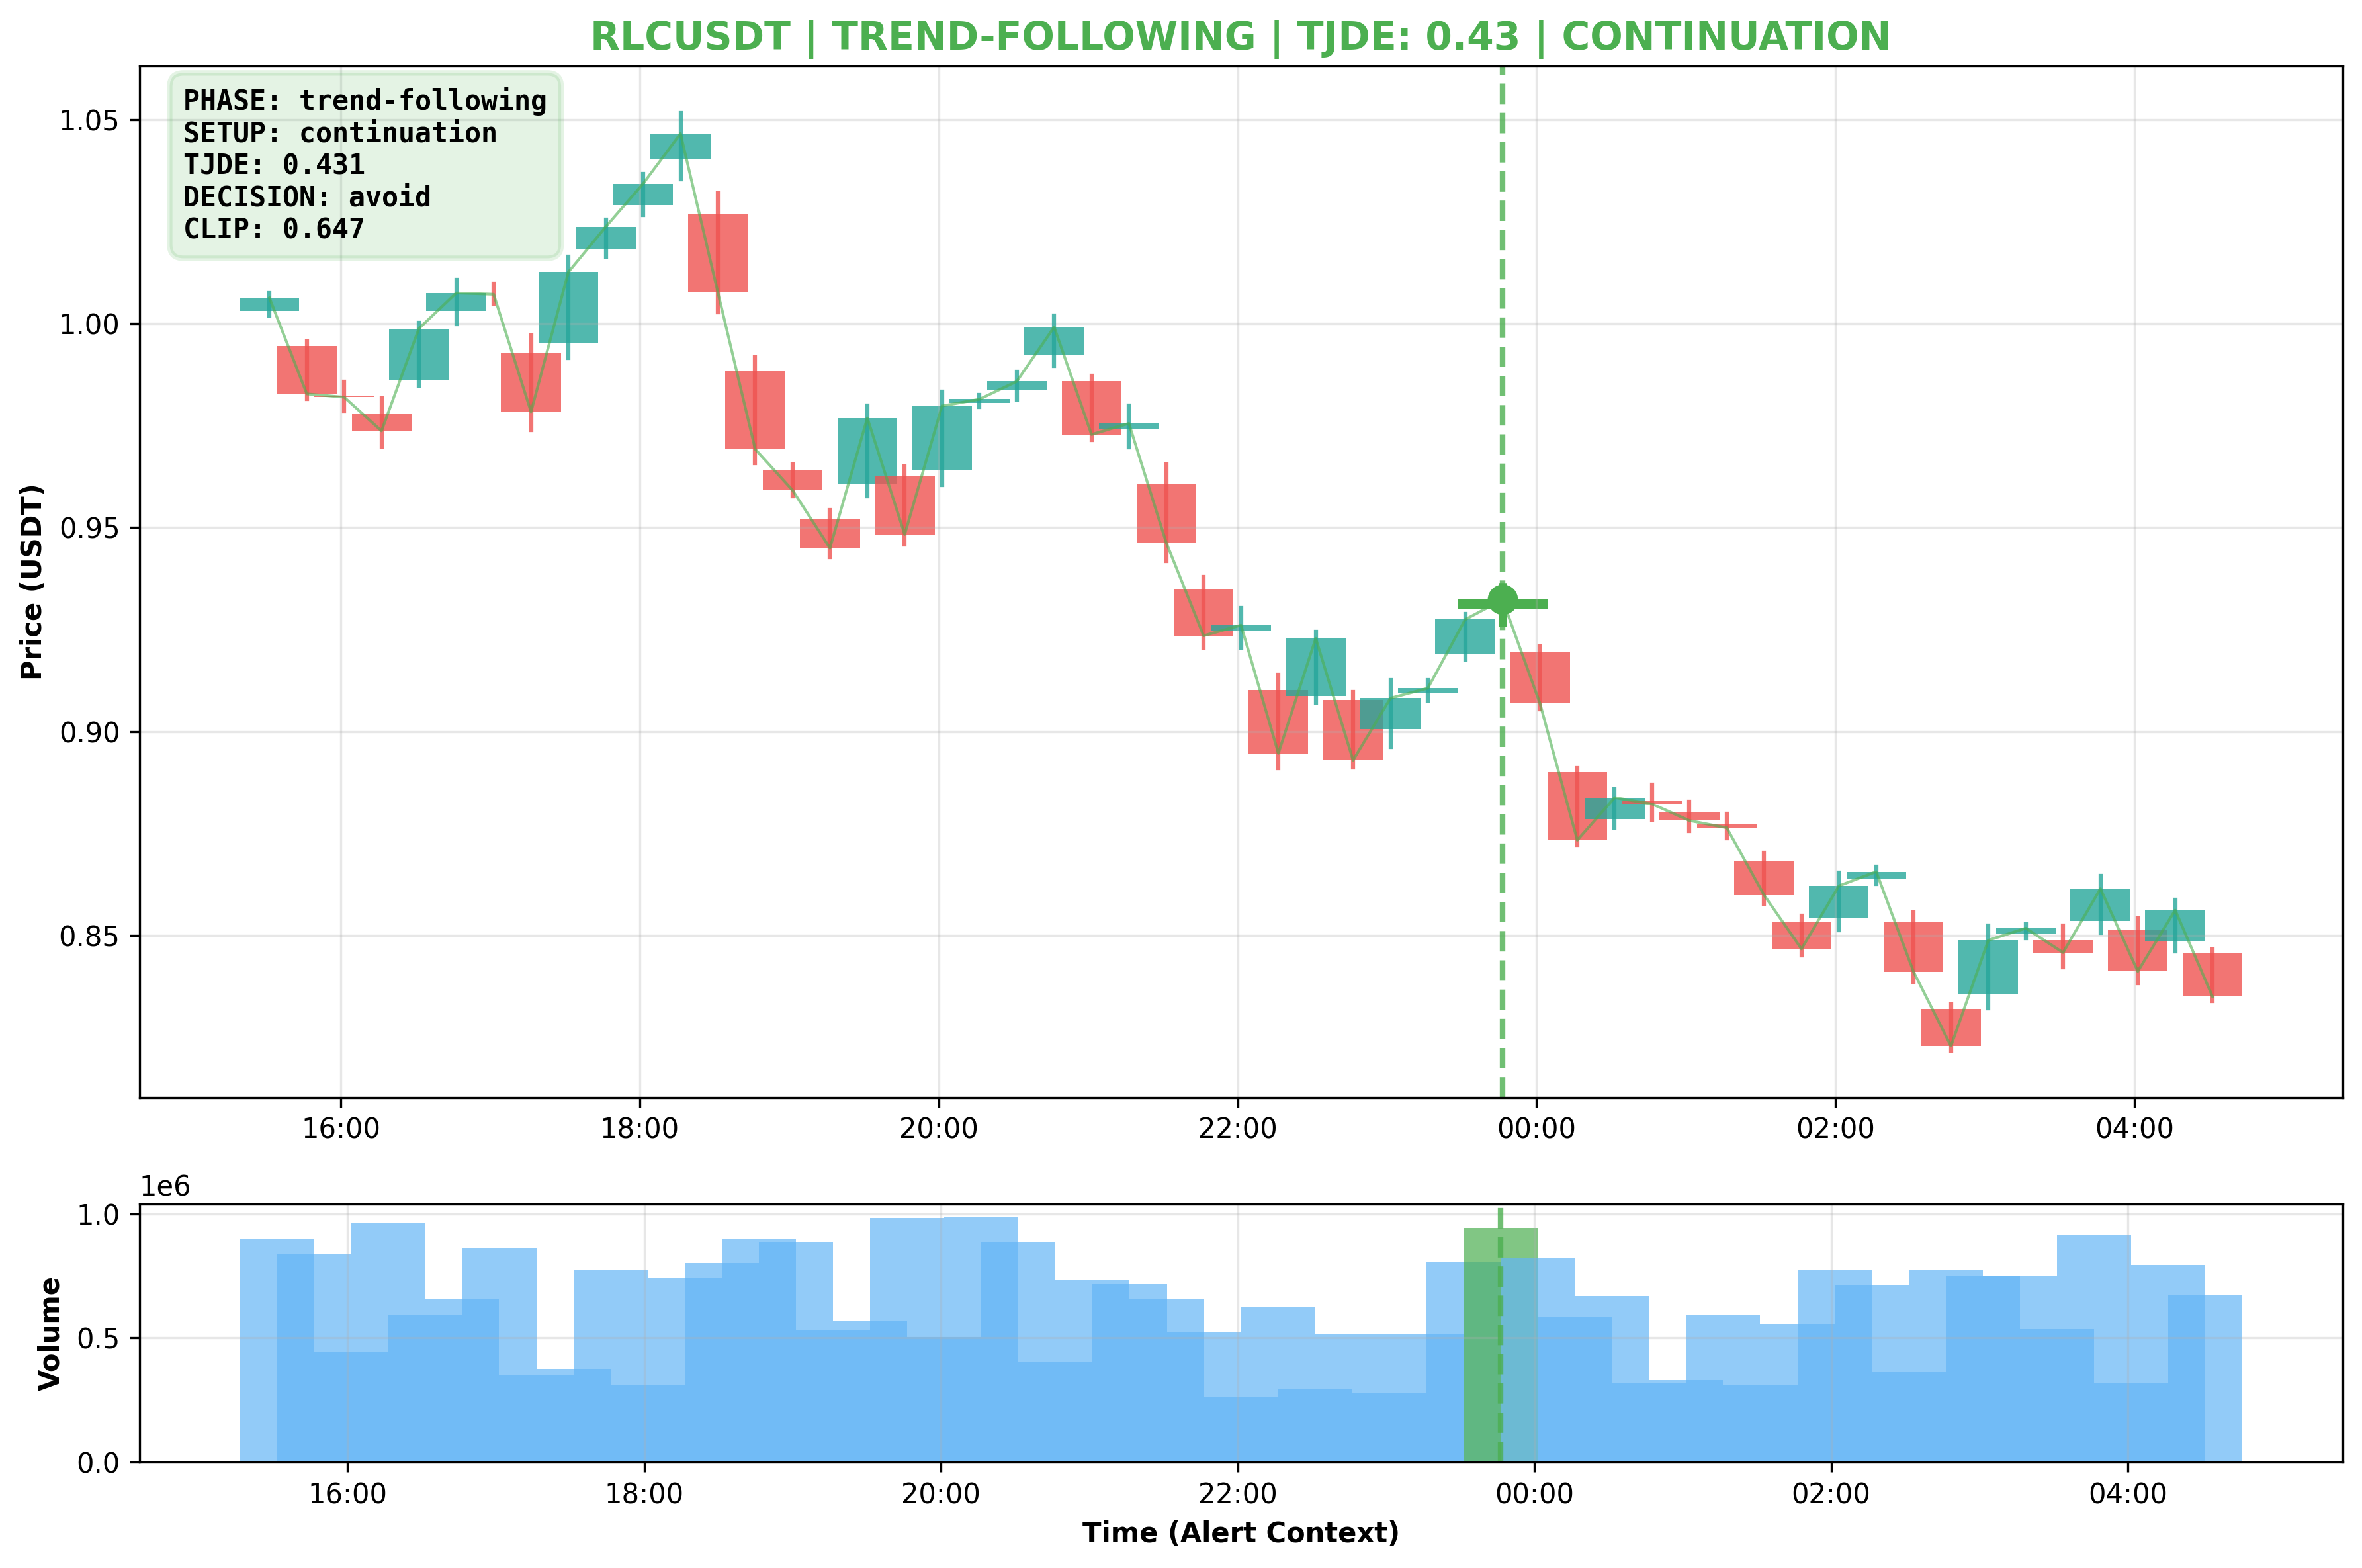 RLCUSDT | TREND-FOLLOWING | TJDE: 0.43 | CONTINUATION
PHASE: trend-following
SETUP: continuation
TJDE: 0.431
DECISION: avoid
CLIP: 0.647
Price (USDT)
1.05
1.00
0.95
0.90
0.85
16:00 18:00 20:00 22:00 00:00 02:00 04:00
1e6
Volume
1.0
0.5
0.0
16:00 18:00 20:00 22:00 00:00 02:00 04:00
Time (Alert Context)